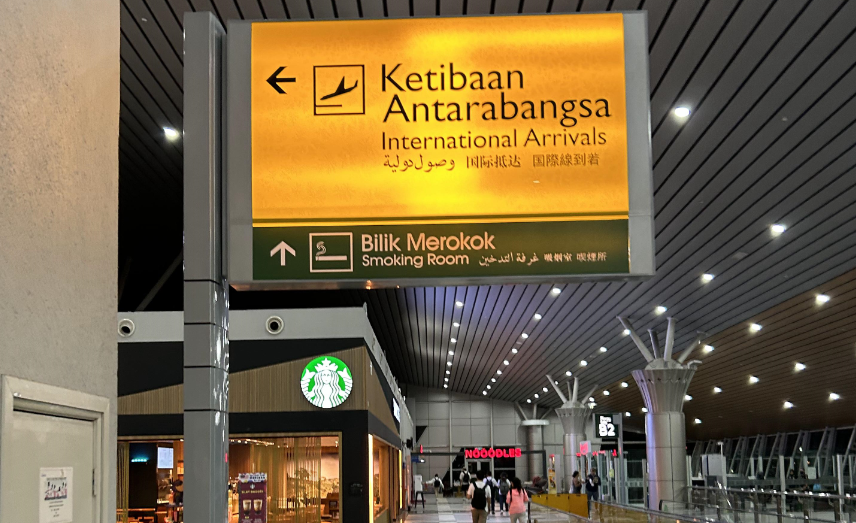 Ketibaan
Antarabangsa
International Arrivals
وصول دولية 国际抵达 国際線到着
Bilik Merokok
Smoking Room غرفة التدخين 吸烟室 喫煙所
NOOODLES
B2